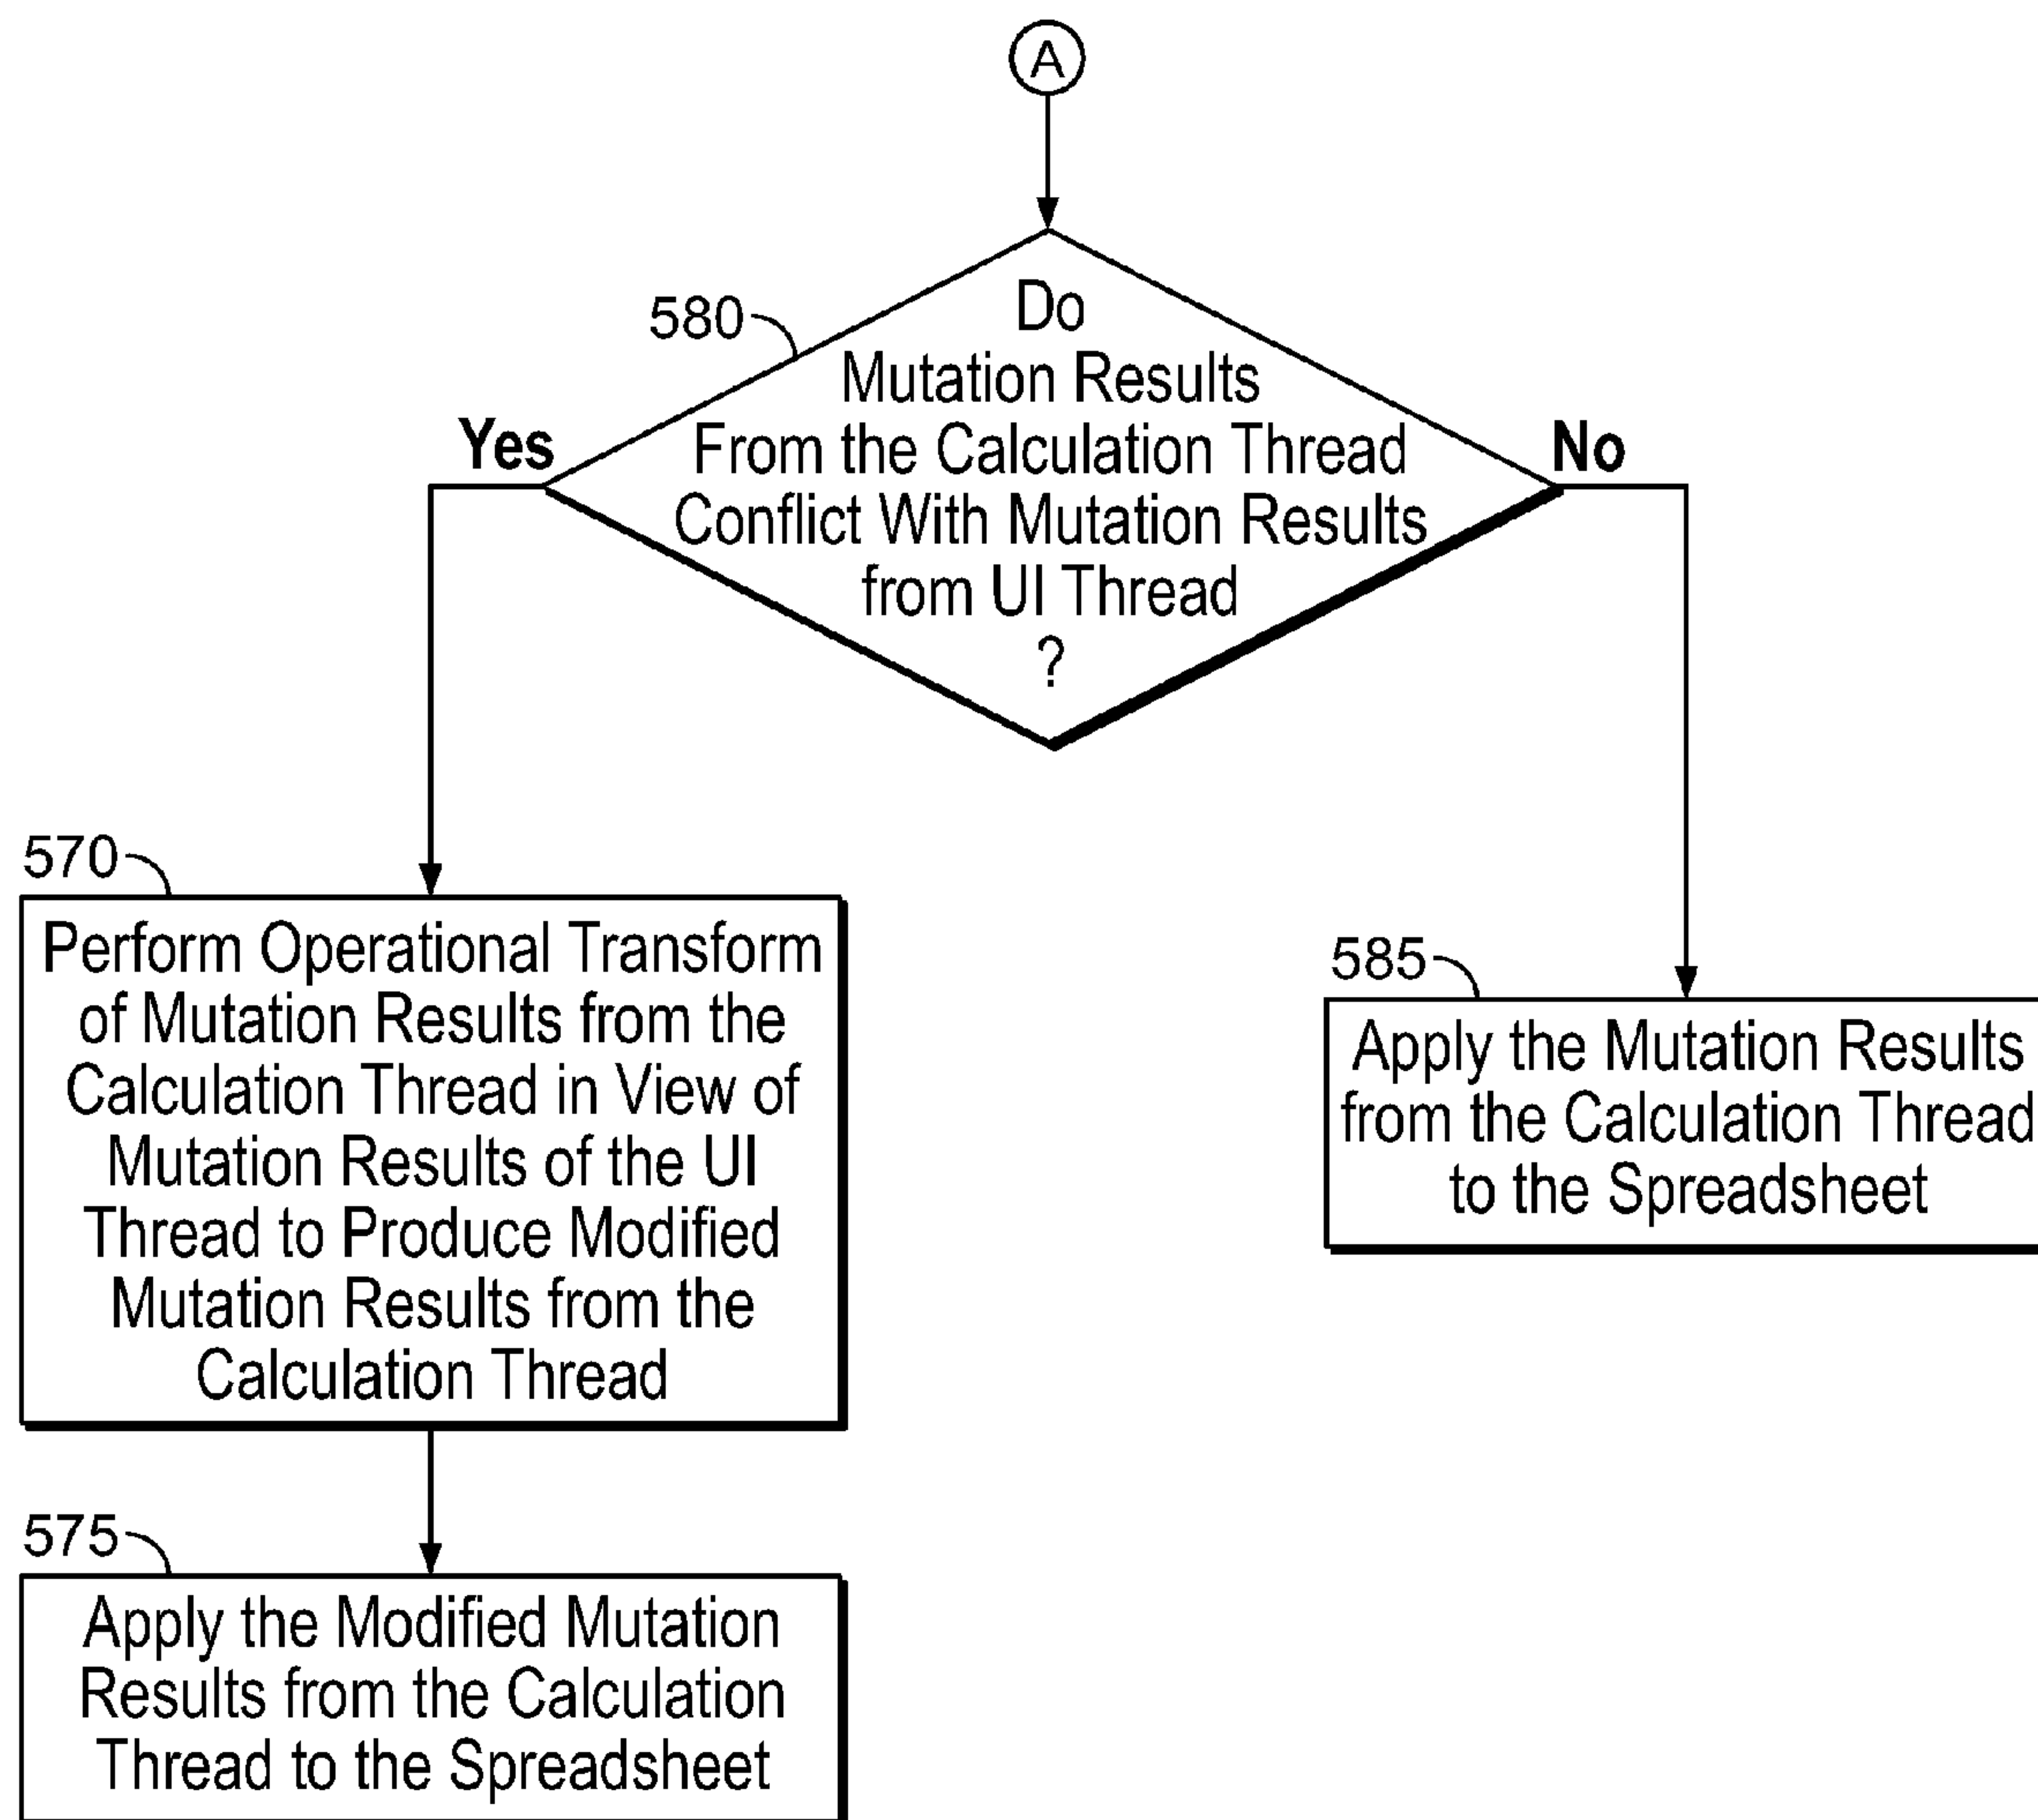 A
580
Do
Mutation Results
From the Calculation Thread
Conflict With Mutation Results
from UI Thread
?
Yes
No
570
Perform Operational Transform
of Mutation Results from the
Calculation Thread in View of
Mutation Results of the UI
Thread to Produce Modified
Mutation Results from the
Calculation Thread
585
Apply the Mutation Results
from the Calculation Thread
to the Spreadsheet
575
Apply the Modified Mutation
Results from the Calculation
Thread to the Spreadsheet